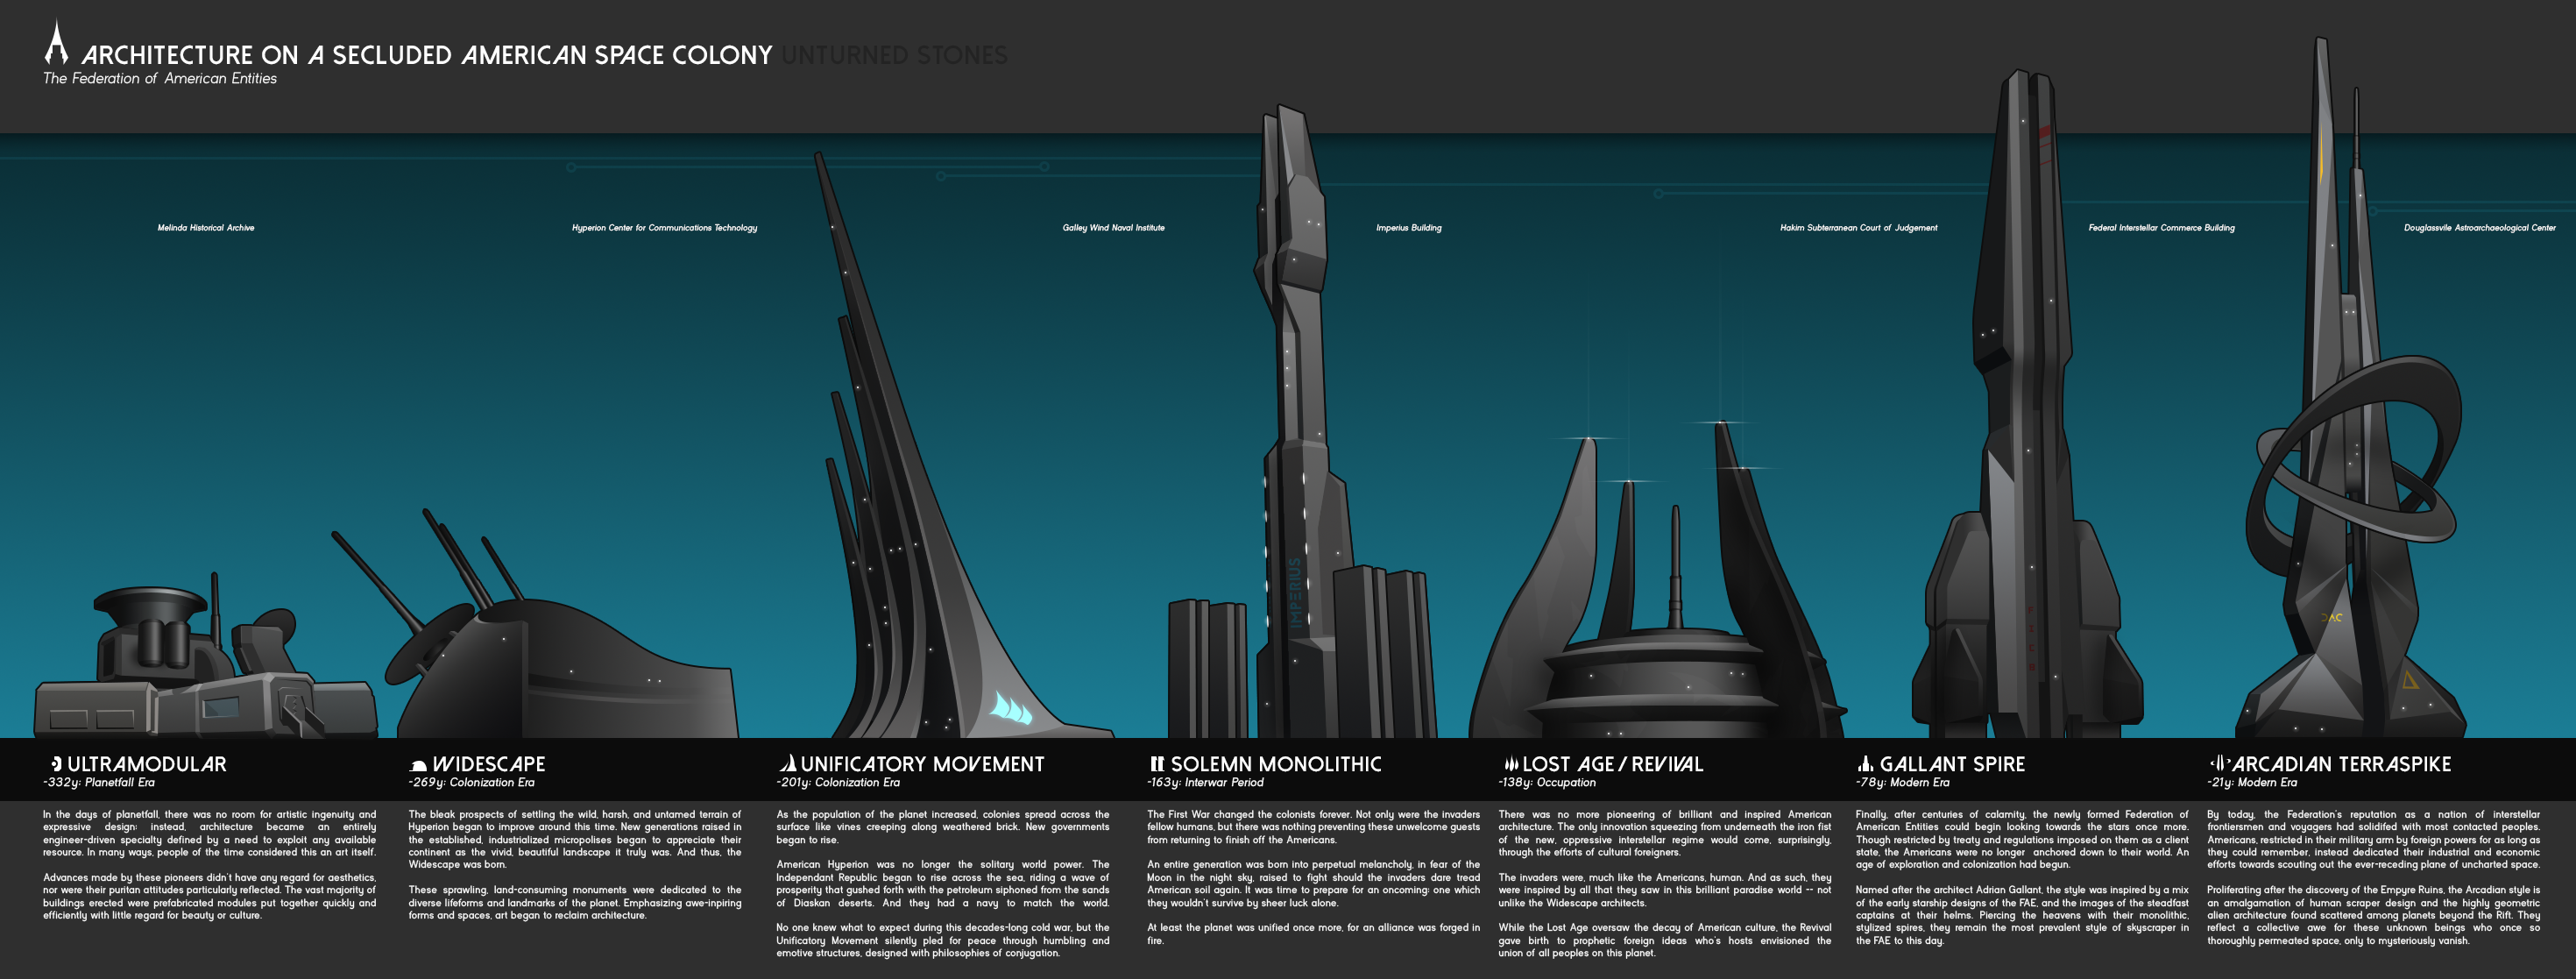 ARCHITECTURE ON A SECLUDED AMERICAN SPACE COLONY UNTURNED STONES
The Federation of American Entities
Melinda Historical Archive
Hyperion Center for Communications Technology
Galley Wind Naval Institute
Imperius Building
Hakim Subterranean Court of Judgement
Federal Interstellar Commerce Building
Douglassvile Astroarchaeological Center
IMPERIUS
FICB
DAC
ULTRAMODULAR
-332y: Planetfall Era
In the days of planetfall, there was no room for artistic ingenuity and
expressive design: instead, architecture became an entirely
engineer-driven specialty defined by a need to exploit any available
resource. In many ways, people of the time considered this an art itself.
Advances made by these pioneers didn't have any regard for aesthetics,
nor were their puritan attitudes particularly reflected. The vast majority of
buildings erected were prefabricated modules put together quickly and
efficiently with little regard for beauty or culture.
WIDESCAPE
-269y: Colonization Era
The bleak prospects of settling the wild, harsh, and untamed terrain of
Hyperion began to improve around this time. New generations raised in
the established, industrialized micropolises began to appreciate their
continent as the vivid, beautiful landscape it truly was. And thus, the
Widescape was born.
These sprawling, land-consuming monuments were dedicated to the
diverse lifeforms and landmarks of the planet. Emphasizing awe-inpiring
forms and spaces, art began to reclaim architecture.
UNIFICATORY MOVEMENT
-201y: Colonization Era
As the population of the planet increased, colonies spread across the
surface like vines creeping along weathered brick. New governments
began to rise.
American Hyperion was no longer the solitary world power. The
Independant Republic began to rise across the sea, riding a wave of
prosperity that gushed forth with the petroleum siphoned from the sands
of Diaskan deserts. And they had a navy to match the world.
No one knew what to expect during this decades-long cold war, but the
Unificatory Movement silently pled for peace through humbling and
emotive structures, designed with philosophies of conjugation.
SOLEMN MONOLITHIC
-163y: Interwar Period
The First War changed the colonists forever. Not only were the invaders
fellow humans, but there was nothing preventing these unwelcome guests
from returning to finish off the Americans.
An entire generation was born into perpetual melancholy, in fear of the
Moon in the night sky, raised to fight should the invaders dare tread
American soil again. It was time to prepare for an oncoming: one which
they wouldn't survive by sheer luck alone.
At least the planet was unified once more, for an alliance was forged in
fire.
LOST AGE / REVIVAL
-138y: Occupation
There was no more pioneering of brilliant and inspired American
architecture. The only innovation squeezing from underneath the iron fist
of the new, oppressive interstellar regime would come, surprisingly,
through the efforts of cultural foreigners.
The invaders were, much like the Americans, human. And as such, they
were inspired by all that they saw in this brilliant paradise world -- not
unlike the Widescape architects.
While the Lost Age oversaw the decay of American culture, the Revival
gave birth to prophetic foreign ideas who's hosts envisioned the
union of all peoples on this planet.
GALLANT SPIRE
-78y: Modern Era
Finally, after centuries of calamity, the newly formed Federation of
American Entities could begin looking towards the stars once more.
Though restricted by treaty and regulations imposed on them as a client
state, the Americans were no longer anchored down to their world. An
age of exploration and colonization had begun.
Named after the architect Adrian Gallant, the style was inspired by a mix
of the early starship designs of the FAE, and the images of the steadfast
captains at their helms. Piercing the heavens with their monolithic,
stylized spires, they remain the most prevalent style of skyscraper in
the FAE to this day.
ARCADIAN TERRASPIKE
-21y: Modern Era
By today, the Federation's reputation as a nation of interstellar
frontiersmen and voyagers had solidifed with most contacted peoples.
Americans, restricted in their military arm by foreign powers for as long as
they could remember, instead dedicated their industrial and economic
efforts towards scouting out the ever-receding plane of uncharted space.
Proliferating after the discovery of the Empyre Ruins, the Arcadian style is
an amalgamation of human scraper design and the highly geometric
alien architecture found scattered among planets beyond the Rift. They
reflect a collective awe for these unknown beings who once so
thoroughly permeated space, only to mysteriously vanish.